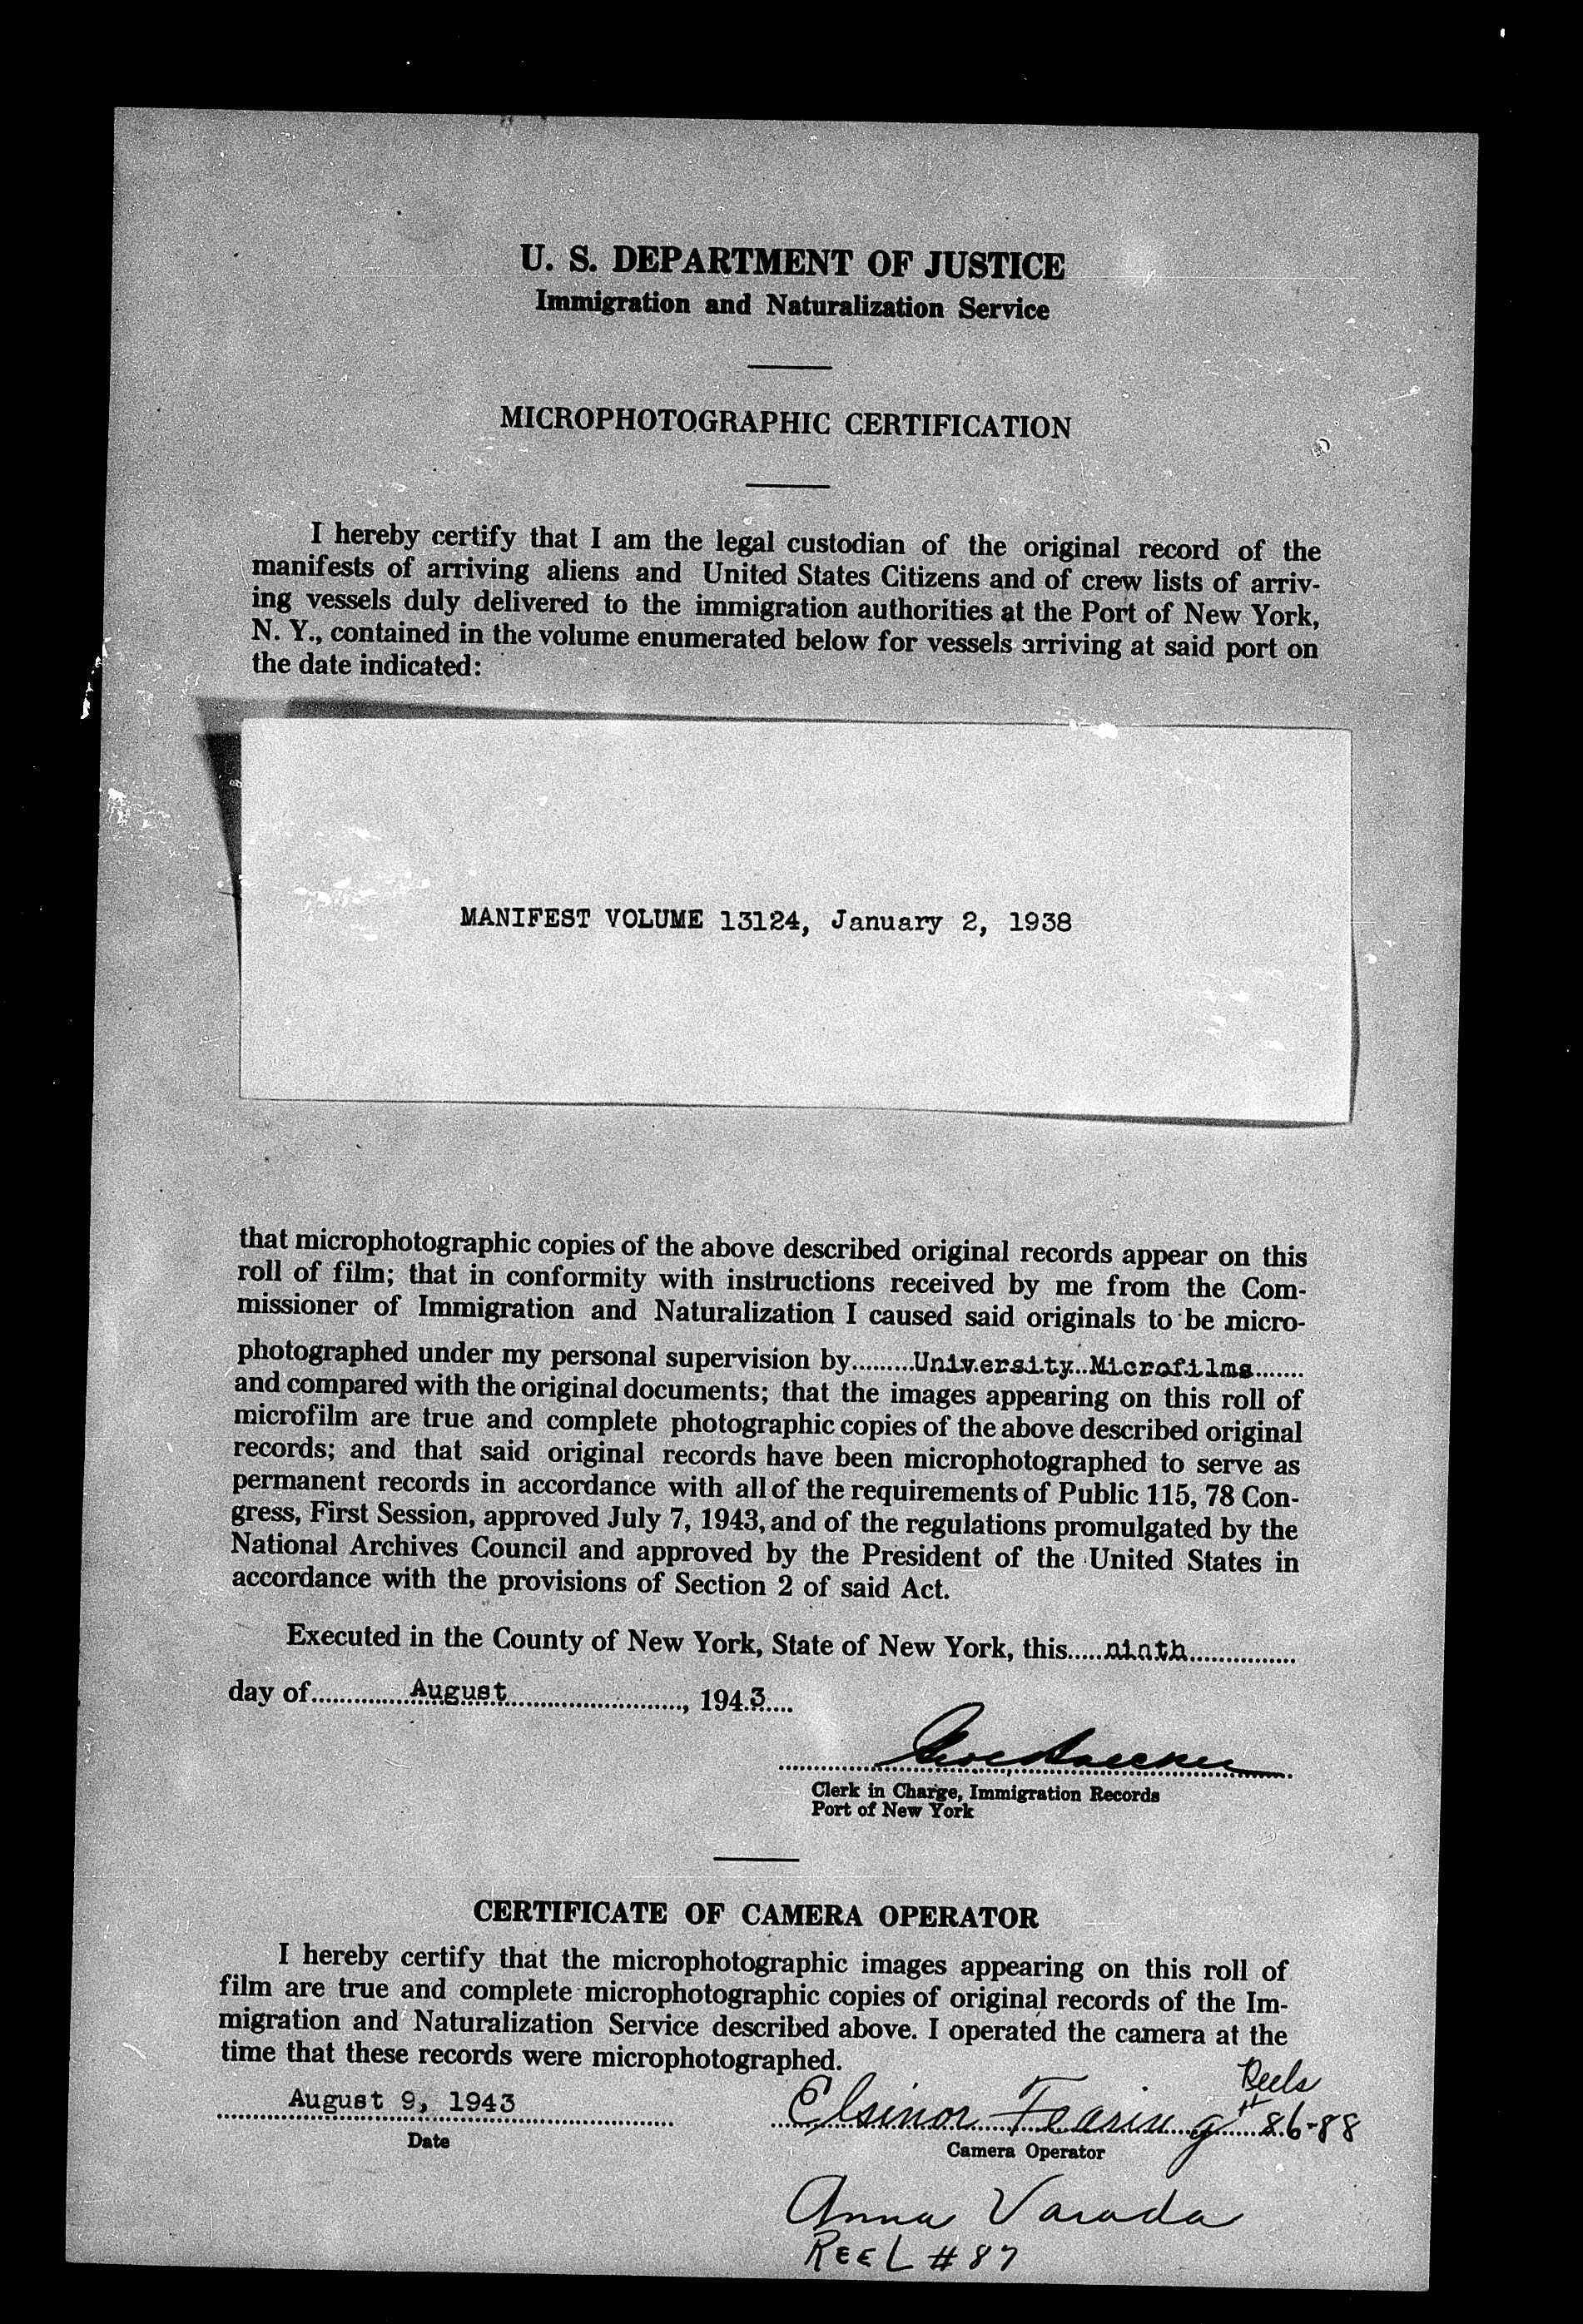 U. S. DEPARTMENT OF JUSTICE
Immigration and Naturalization Service
MICROPHOTOGRAPHIC CERTIFICATION
I hereby certify that I am the legal custodian of the original record of the
manifests of arriving aliens and United States Citizens and of crew lists of arriv-
ing vessels duly delivered to the immigration authorities at the Port of New York,
N. Y., contained in the volume enumerated below for vessels arriving at said port on
the date indicated:
MANIFEST VOLUME 13124, January 2, 1938
that microphotographic copies of the above described original records appear on this
roll of film; that in conformity with instructions received by me from the Com-
missioner of Immigration and Naturalization I caused said originals to be micro-
photographed under my personal supervision by.........University Microfilms.......
and compared with the original documents; that the images appearing on this roll of
microfilm are true and complete photographic copies of the above described original
records; and that said original records have been microphotographed to serve as
permanent records in accordance with all of the requirements of Public 115, 78 Con-
gress, First Session, approved July 7, 1943, and of the regulations promulgated by the
National Archives Council and approved by the President of the United States in
accordance with the provisions of Section 2 of said Act.
Executed in the County of New York, State of New York, this.....ninth...............
day of..............August........................., 1943....
Clerk in Charge, Immigration Records
Port of New York
CERTIFICATE OF CAMERA OPERATOR
I hereby certify that the microphotographic images appearing on this roll of
film are true and complete microphotographic copies of original records of the Im-
migration and Naturalization Service described above. I operated the camera at the
time that these records were microphotographed.
Reels
August 9, 1943 Elsinor Fearing # 86-88
Date Camera Operator
Anna Varada
REEL # 87